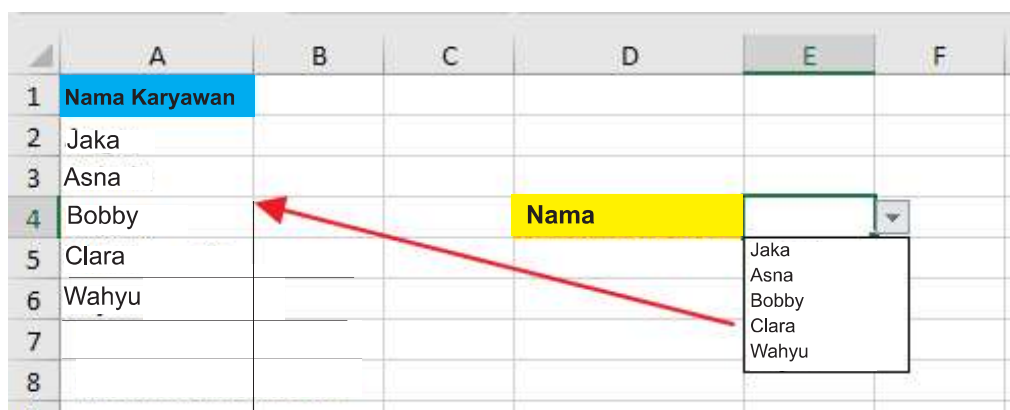 A B C D E F
1 Nama Karyawan
2 Jaka
3 Asna
4 Bobby Nama
5 Clara
6 Wahyu
7
8
Jaka
Asna
Bobby
Clara
Wahyu